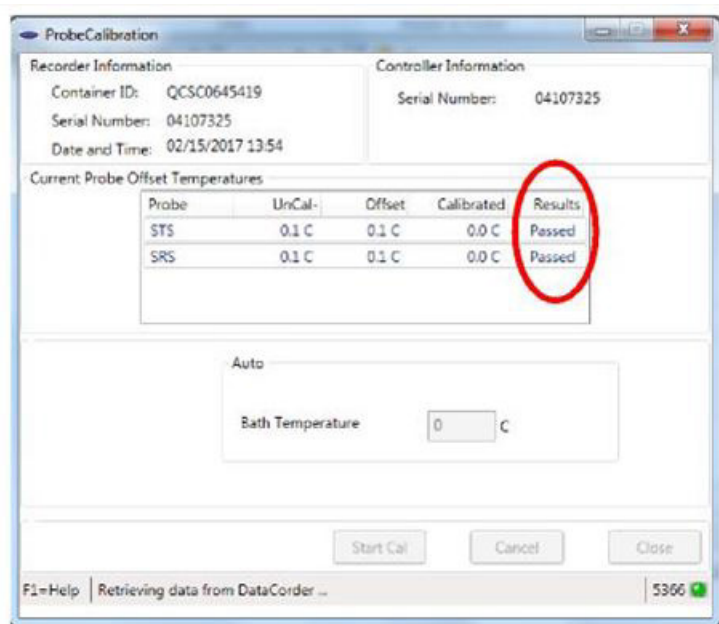 ProbeCalibration
Recorder Information
Container ID: QCSC0645419
Serial Number: 04107325
Date and Time: 02/15/2017 13:54
Controller Information
Serial Number: 04107325
Current Probe Offset Temperatures
Probe UnCal- Offset Calibrated Results
STS 0.1 C 0.1 C 0.0 C Passed
SRS 0.1 C 0.1 C 0.0 C Passed
Auto
Bath Temperature 0 C
Start Cal Cancel Close
F1=Help Retrieving data from DataCorder ... 5366